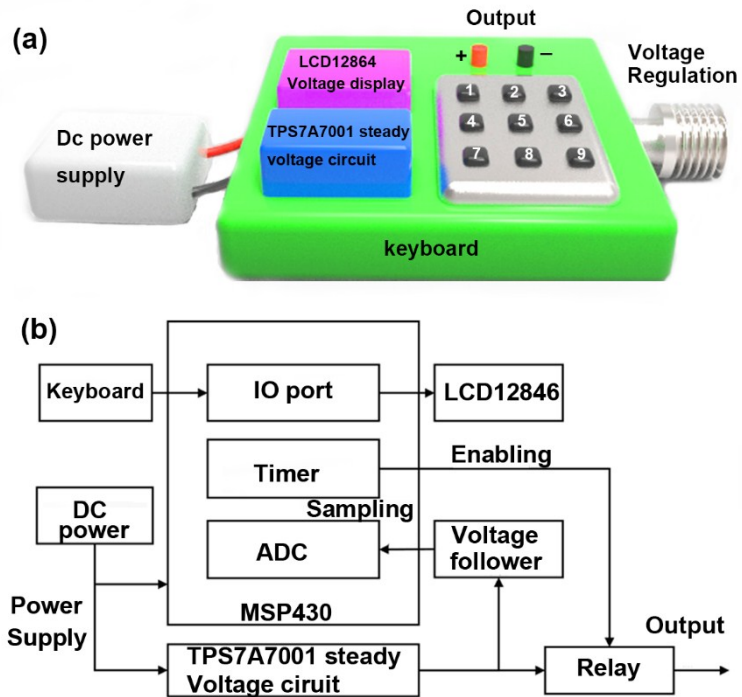 (a)
Output
+
−
Voltage
Regulation
LCD12864
Voltage display
TPS7A7001 steady
voltage circuit
Dc power
supply
1 2 3
4 5 6
7 8 9
keyboard
(b)
Keyboard
IO port
LCD12846
Timer
Enabling
DC
power
Sampling
ADC
Voltage
follower
Power
Supply
MSP430
TPS7A7001 steady
Voltage ciruit
Relay
Output